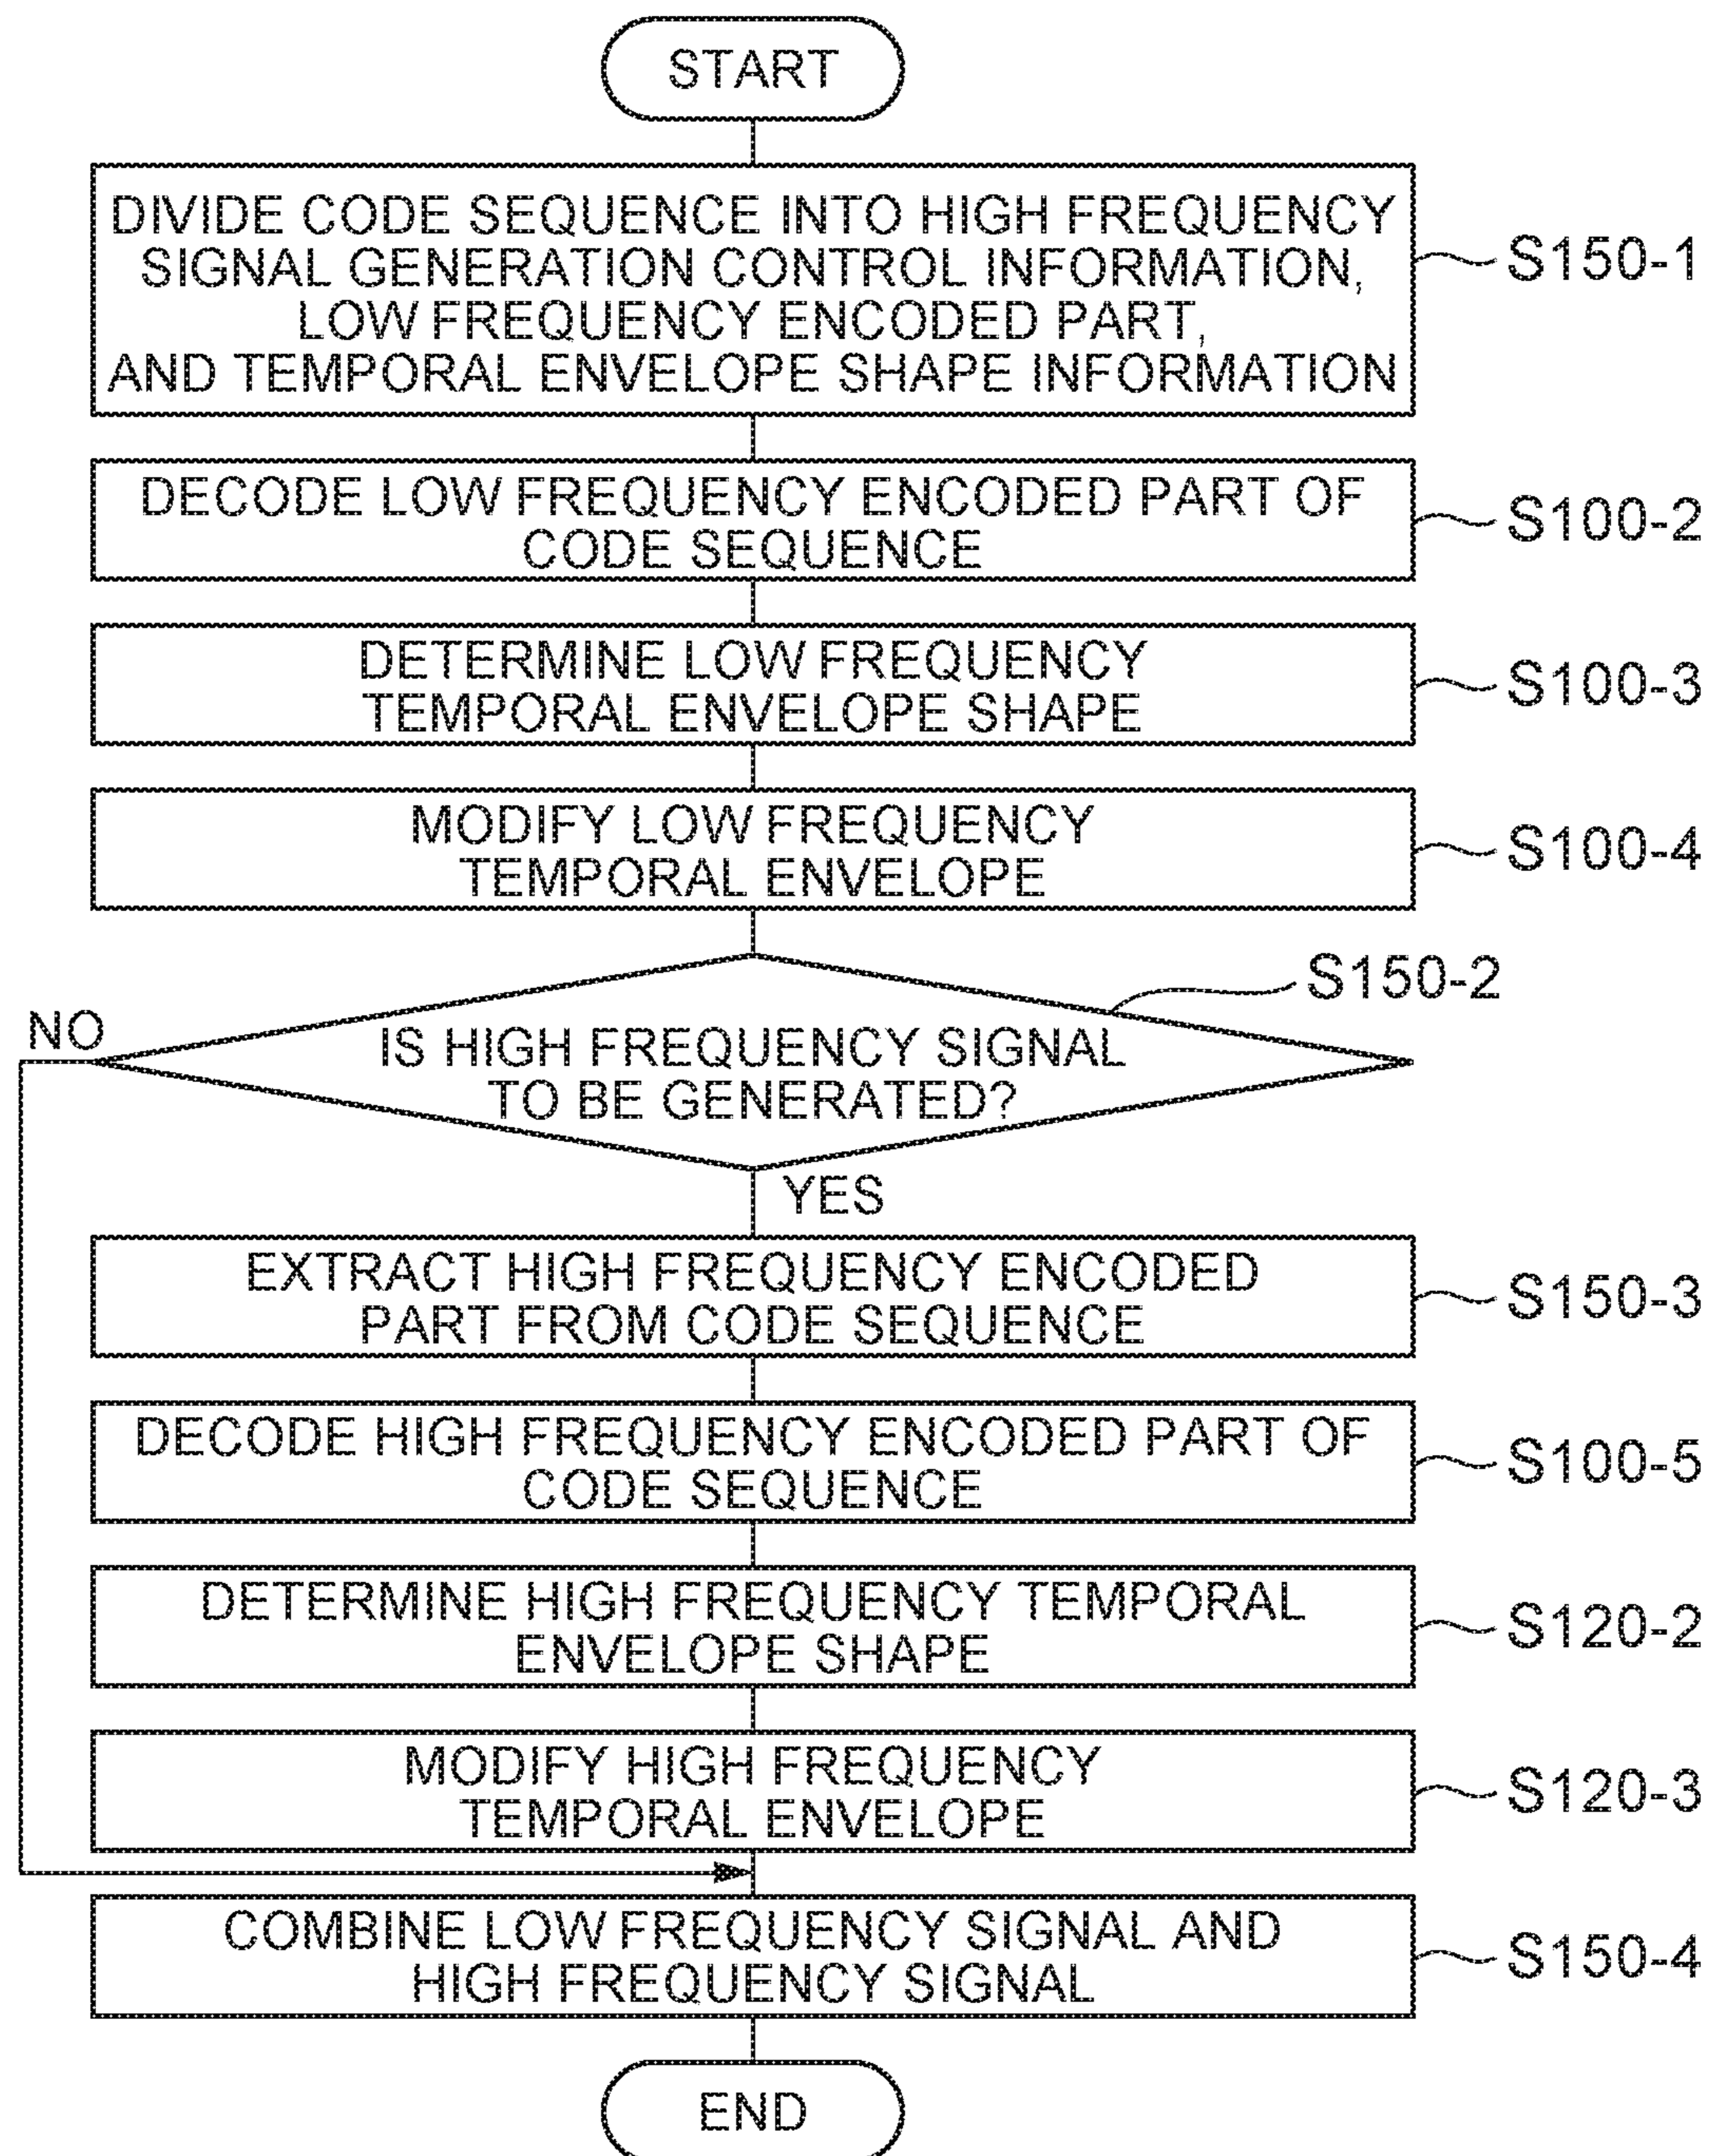 START
DIVIDE CODE SEQUENCE INTO HIGH FREQUENCY
SIGNAL GENERATION CONTROL INFORMATION,
LOW FREQUENCY ENCODED PART,
AND TEMPORAL ENVELOPE SHAPE INFORMATION
S150-1
DECODE LOW FREQUENCY ENCODED PART OF
CODE SEQUENCE
S100-2
DETERMINE LOW FREQUENCY
TEMPORAL ENVELOPE SHAPE
S100-3
MODIFY LOW FREQUENCY
TEMPORAL ENVELOPE
S100-4
S150-2
NO
IS HIGH FREQUENCY SIGNAL
TO BE GENERATED?
YES
EXTRACT HIGH FREQUENCY ENCODED
PART FROM CODE SEQUENCE
S150-3
DECODE HIGH FREQUENCY ENCODED PART OF
CODE SEQUENCE
S100-5
DETERMINE HIGH FREQUENCY TEMPORAL
ENVELOPE SHAPE
S120-2
MODIFY HIGH FREQUENCY
TEMPORAL ENVELOPE
S120-3
COMBINE LOW FREQUENCY SIGNAL AND
HIGH FREQUENCY SIGNAL
S150-4
END